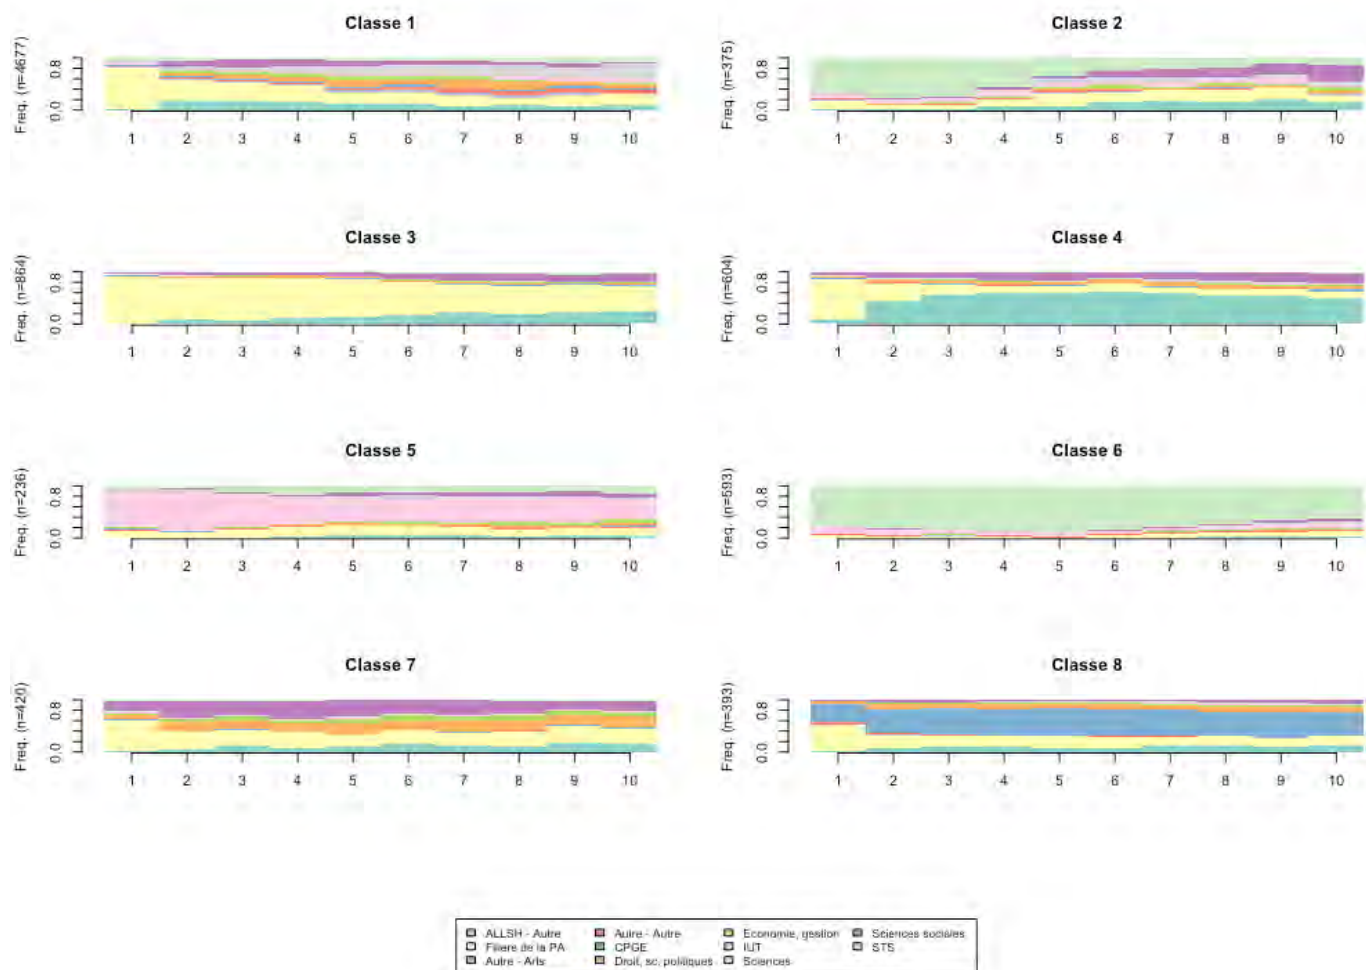 Classe 1
Classe 2
Freq. (n=4677)
0.0 0.8
1 2 3 4 5 6 7 8 9 10
Freq. (n=375)
0.0 0.8
1 2 3 4 5 6 7 8 9 10
Classe 3
Classe 4
Freq. (n=864)
0.0 0.8
1 2 3 4 5 6 7 8 9 10
Freq. (n=604)
0.0 0.8
1 2 3 4 5 6 7 8 9 10
Classe 5
Classe 6
Freq. (n=236)
0.0 0.8
1 2 3 4 5 6 7 8 9 10
Freq. (n=593)
0.0 0.8
1 2 3 4 5 6 7 8 9 10
Classe 7
Classe 8
Freq. (n=420)
0.0 0.8
1 2 3 4 5 6 7 8 9 10
Freq. (n=393)
0.0 0.8
1 2 3 4 5 6 7 8 9 10
ALLSH - Autre Autre - Autre Economie, gestion Sciences sociales
Filiere de la PA CPGE IUT STS
Autre - Arts Droit, sc. politiques Sciences